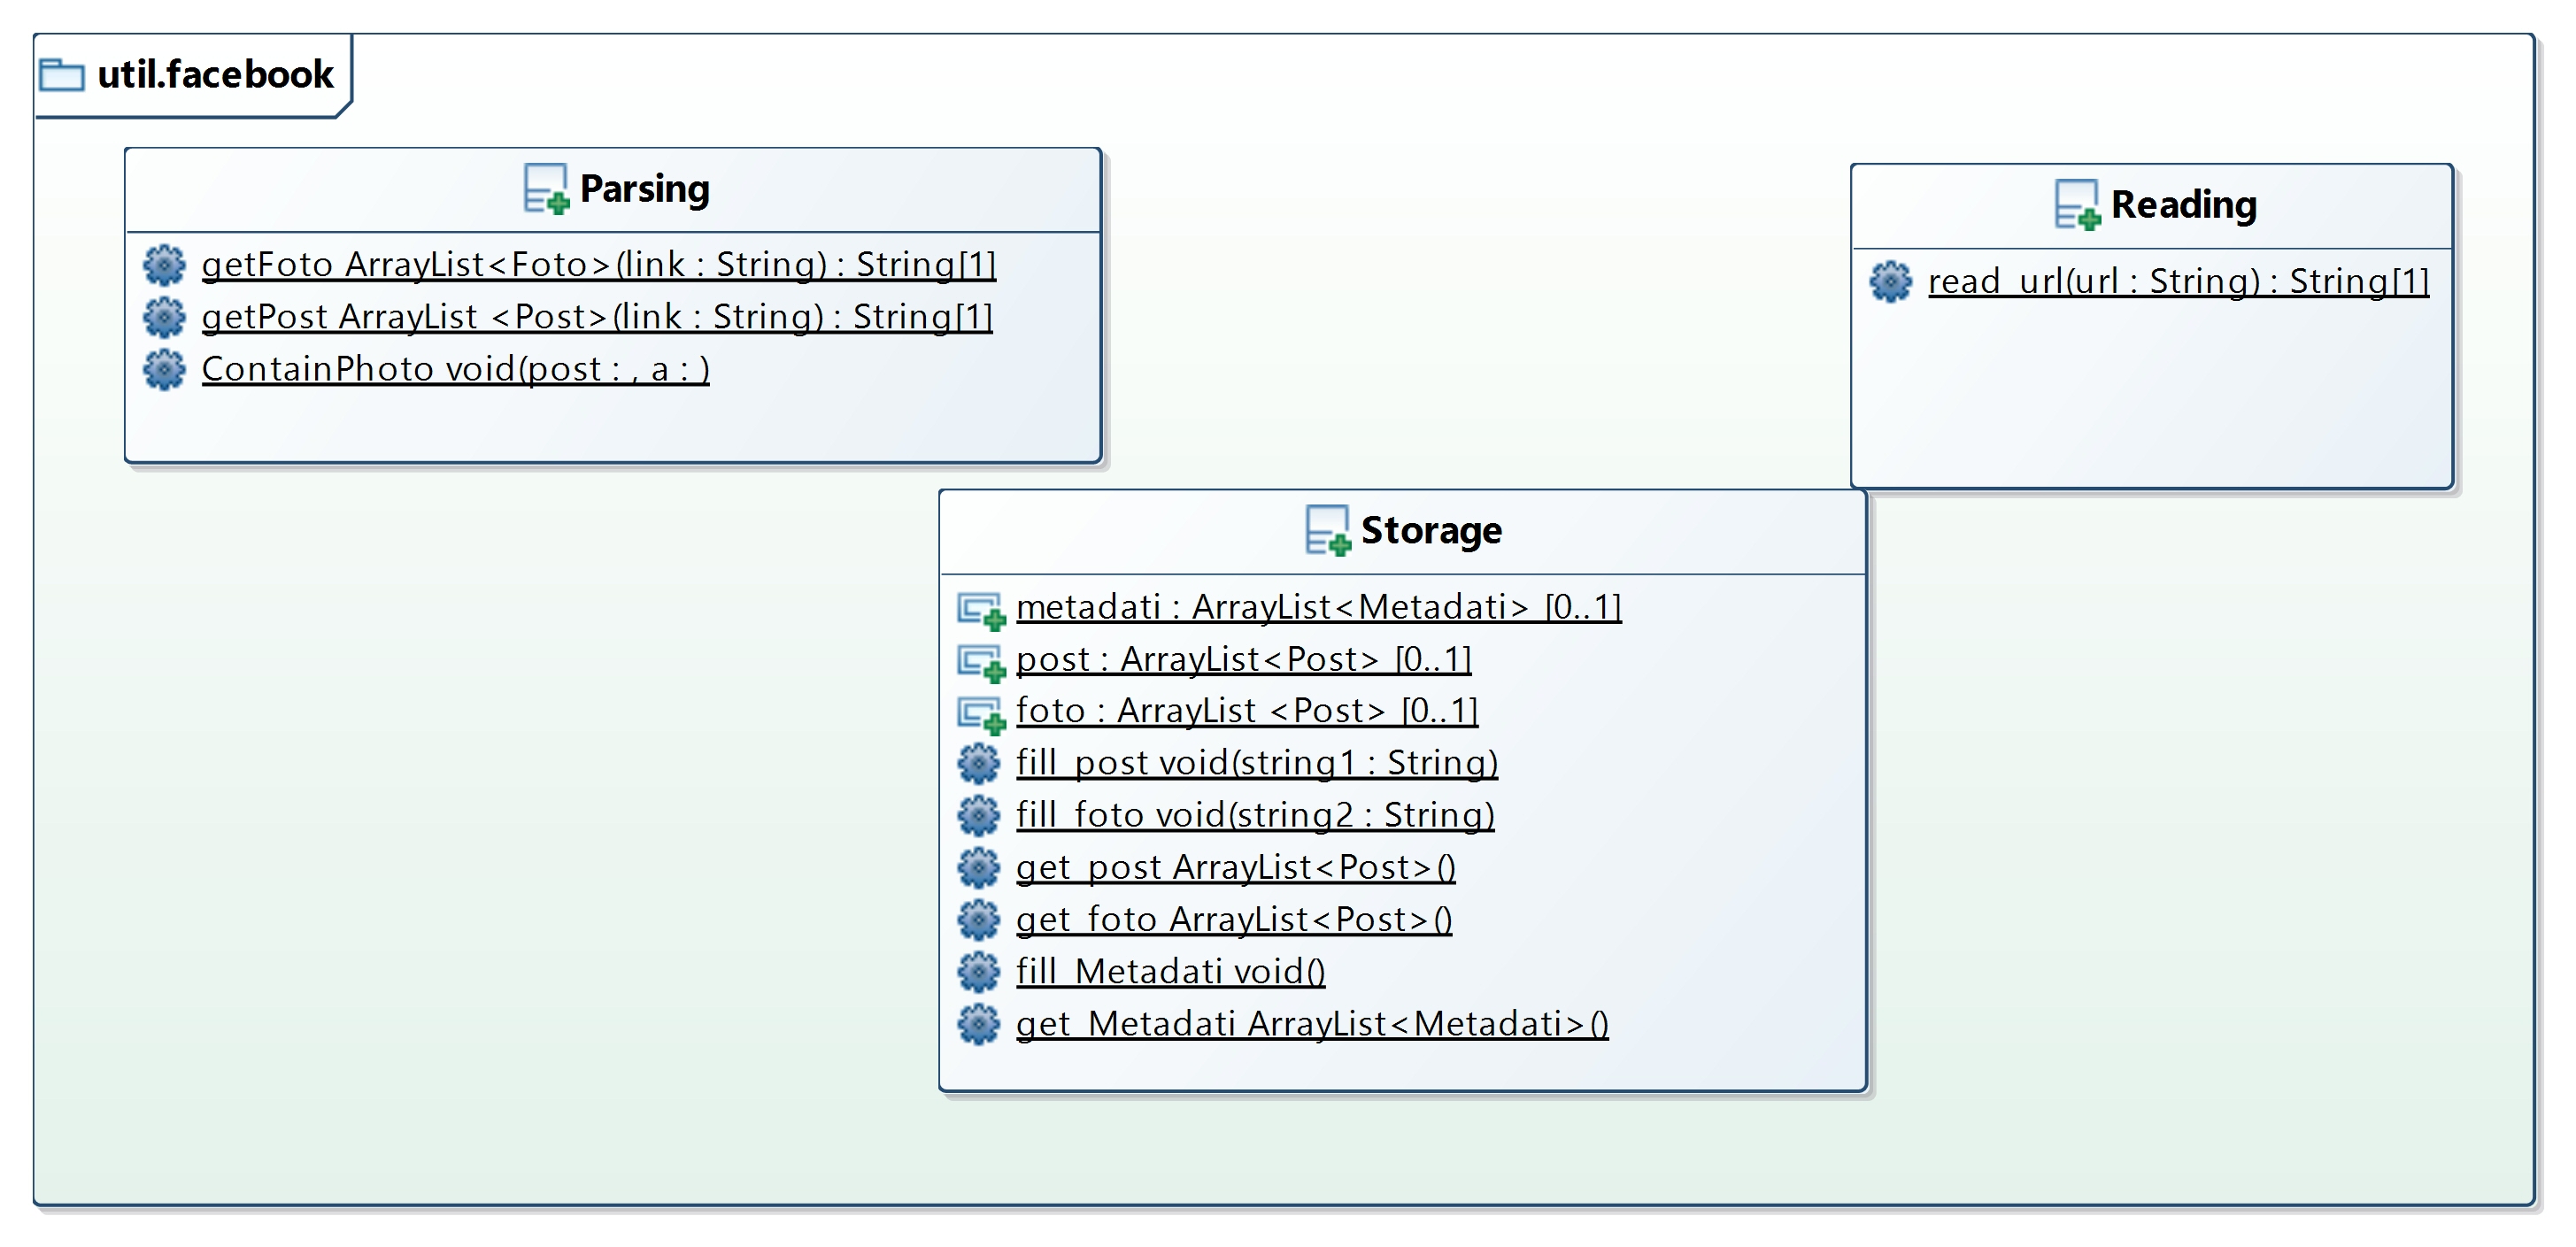 util.facebook
Parsing
getFoto ArrayList<Foto>(link : String) : String[1]
getPost ArrayList <Post>(link : String) : String[1]
ContainPhoto void(post : , a : )
Reading
read_url(url : String) : String[1]
Storage
metadati : ArrayList<Metadati> [0..1]
post : ArrayList<Post> [0..1]
foto : ArrayList <Post> [0..1]
fill_post void(string1 : String)
fill_foto void(string2 : String)
get_post ArrayList<Post>()
get_foto ArrayList<Post>()
fill_Metadati void()
get_Metadati ArrayList<Metadati>()